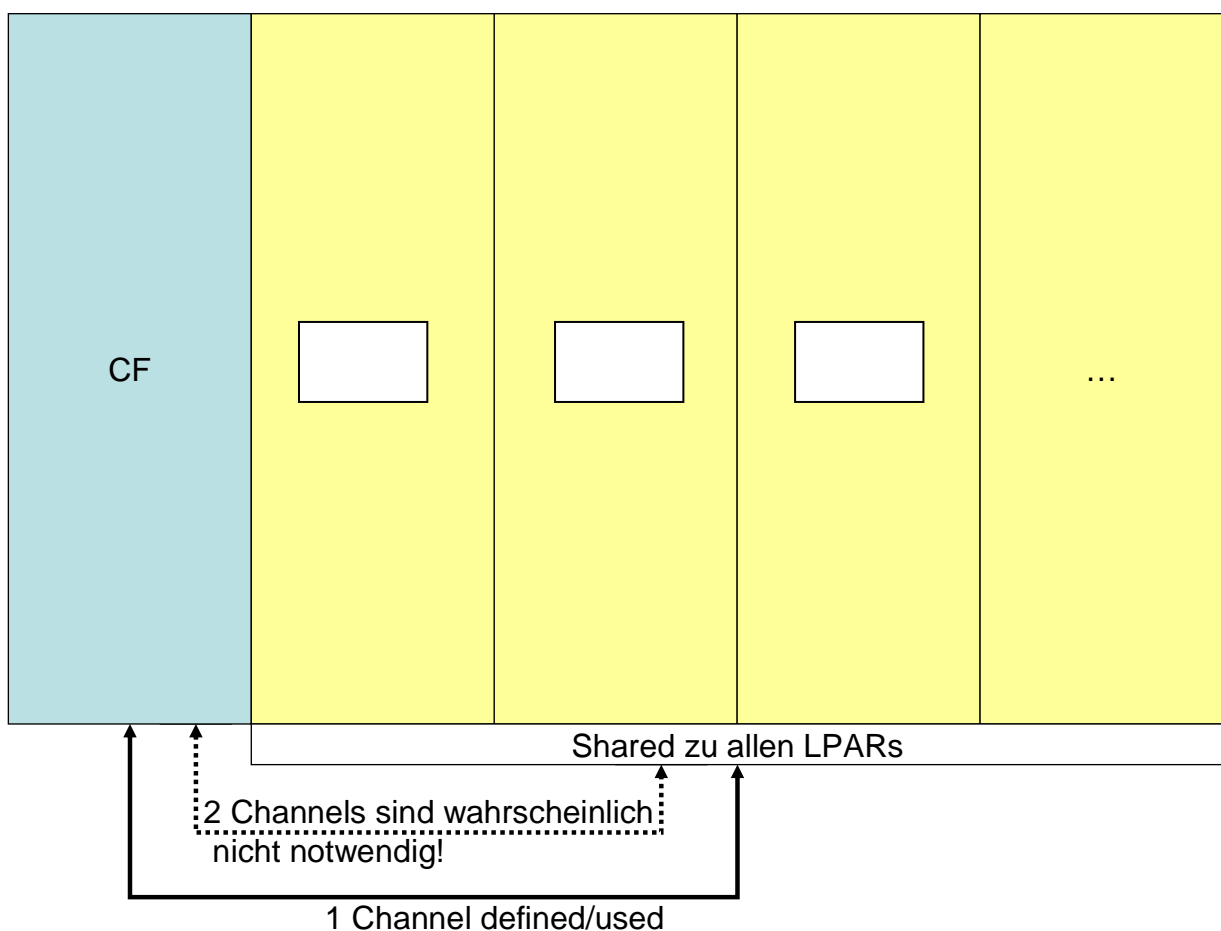 CF
…
Shared zu allen LPARs
2 Channels sind wahrscheinlich
nicht notwendig!
1 Channel defined/used